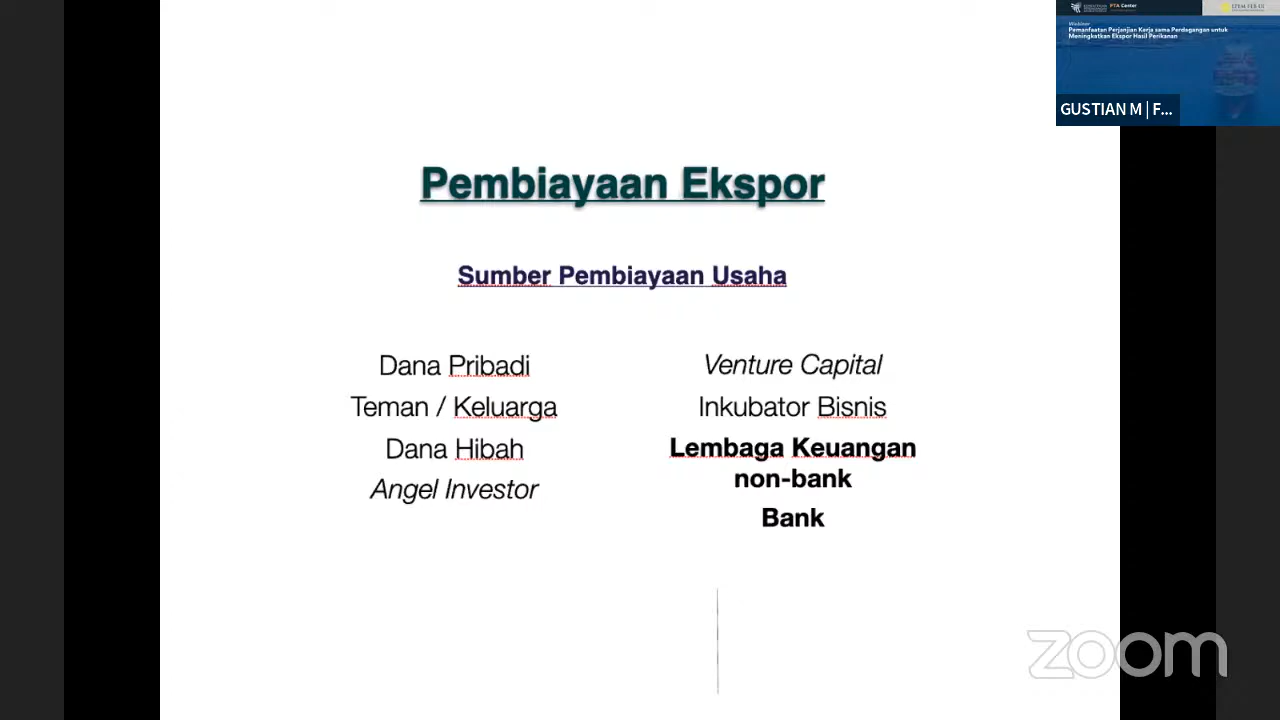 FTA Center
Webinar
Pemanfaatan Perjanjian Kerja sama Perdagangan untuk
Meningkatkan Ekspor Hasil Perikanan
GUSTIAN M | F...
Pembiayaan Ekspor
Sumber Pembiayaan Usaha
Dana Pribadi
Teman / Keluarga
Dana Hibah
Angel Investor
Venture Capital
Inkubator Bisnis
Lembaga Keuangan
non-bank
Bank
zoom